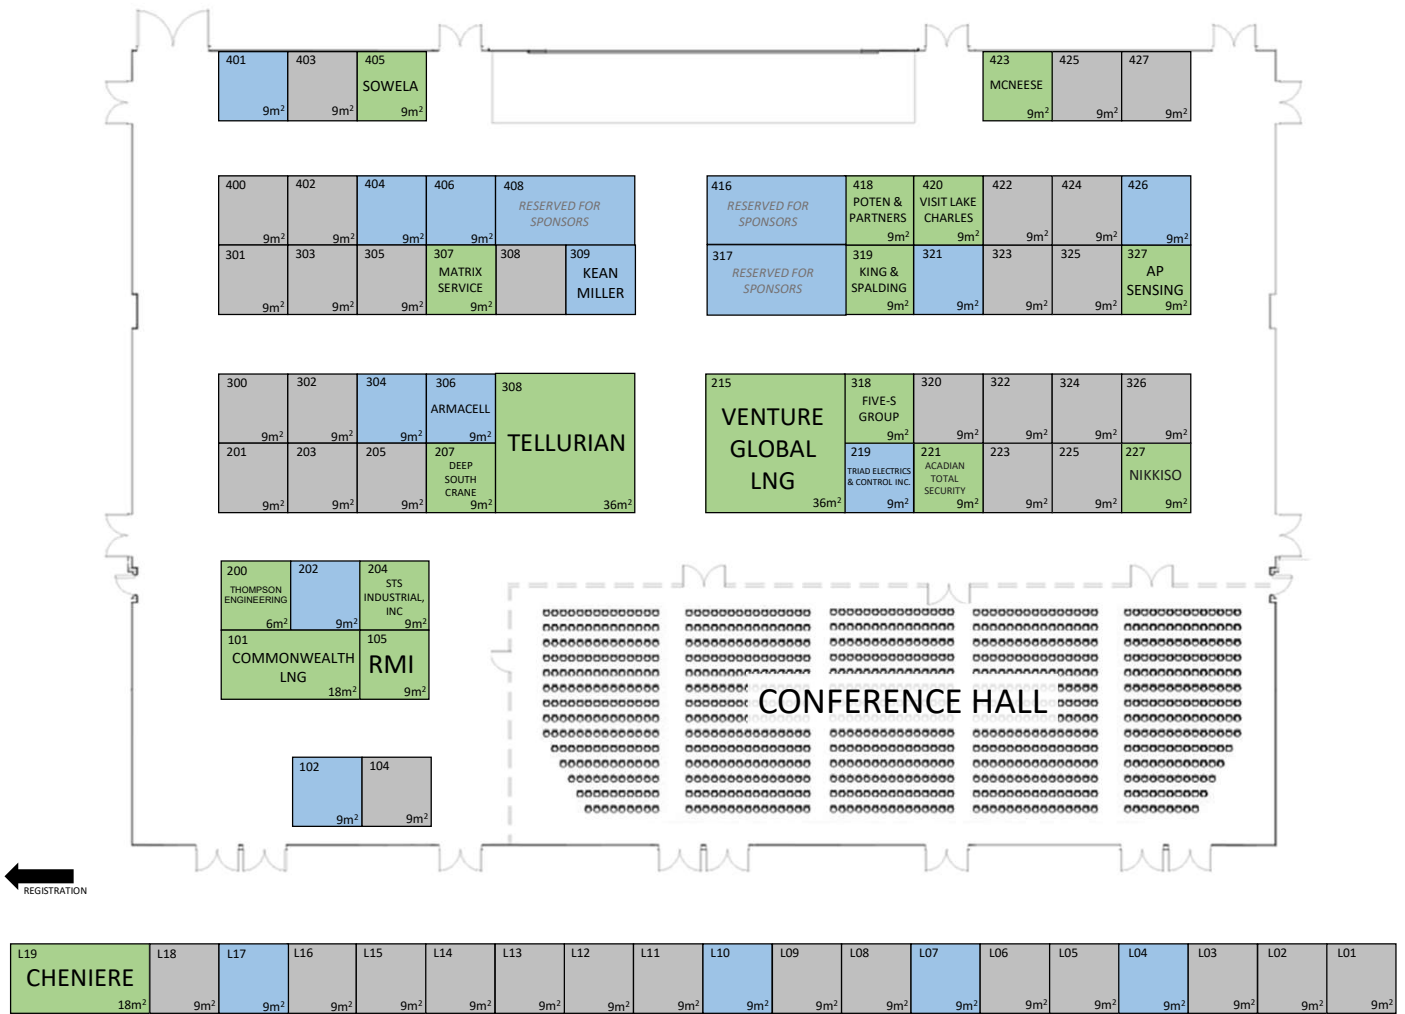 401
9m²
403
9m²
405
SOWELA
9m²
423
MCNEESE
9m²
425
9m²
427
9m²
400
9m²
402
9m²
404
9m²
406
9m²
408
RESERVED FOR
SPONSORS
416
RESERVED FOR
SPONSORS
418
POTEN &
PARTNERS
9m²
420
VISIT LAKE
CHARLES
9m²
422
9m²
424
9m²
426
9m²
301
9m²
303
9m²
305
9m²
307
MATRIX
SERVICE
9m²
308
309
KEAN
MILLER
317
RESERVED FOR
SPONSORS
319
KING &
SPALDING
9m²
321
9m²
323
9m²
325
9m²
327
AP
SENSING
9m²
300
9m²
302
9m²
304
9m²
306
ARMACELL
9m²
308
TELLURIAN
36m²
215
VENTURE
GLOBAL
LNG
36m²
318
FIVE-S
GROUP
9m²
320
9m²
322
9m²
324
9m²
326
9m²
201
9m²
203
9m²
205
9m²
207
DEEP
SOUTH
CRANE
9m²
219
TRIAD ELECTRICS
& CONTROL INC.
9m²
221
ACADIAN
TOTAL
SECURITY
9m²
223
9m²
225
9m²
227
NIKKISO
9m²
200
THOMPSON
ENGINEERING
6m²
202
9m²
204
STS
INDUSTRIAL,
INC
9m²
101
COMMONWEALTH
LNG
18m²
105
RMI
9m²
CONFERENCE HALL
102
9m²
104
9m²
REGISTRATION
L19
CHENIERE
18m²
L18
9m²
L17
9m²
L16
9m²
L15
9m²
L14
9m²
L13
9m²
L12
9m²
L11
9m²
L10
9m²
L09
9m²
L08
9m²
L07
9m²
L06
9m²
L05
9m²
L04
9m²
L03
9m²
L02
9m²
L01
9m²